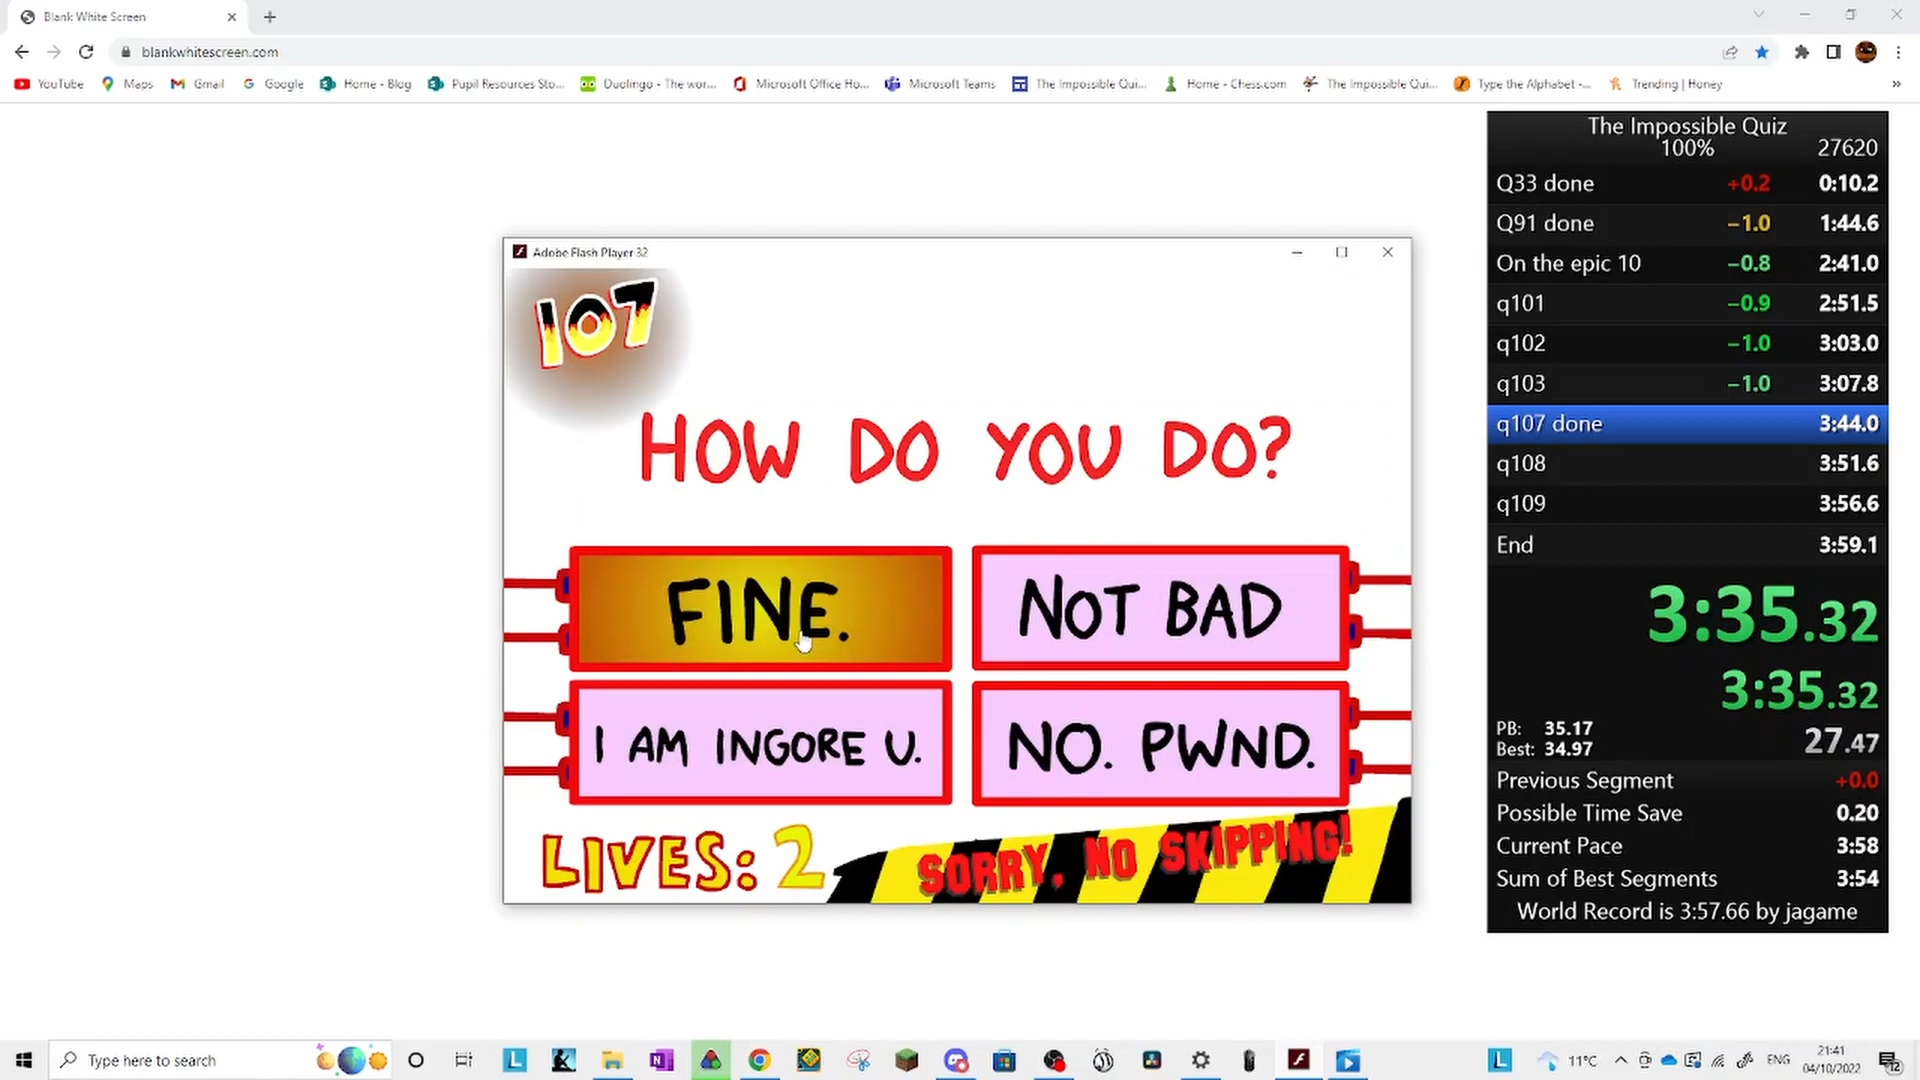 Blank White Screen
blankwhitescreen.com
YouTube
Maps
Gmail
Google
Home - Blog
Pupil Resources Sto...
Duolingo - The wor...
Microsoft Office Ho...
Microsoft Teams
The Impossible Qui...
Home - Chess.com
The Impossible Qui...
Type the Alphabet -...
Trending | Honey
»
Adobe Flash Player 32
107
HOW DO YOU DO?
FINE.
NOT BAD
I AM INGORE U.
NO. PWND.
LIVES: 2
SORRY, NO SKIPPING!
The Impossible Quiz
100% 27620
Q33 done +0.2 0:10.2
Q91 done −1.0 1:44.6
On the epic 10 −0.8 2:41.0
q101 −0.9 2:51.5
q102 −1.0 3:03.0
q103 −1.0 3:07.8
q107 done 3:44.0
q108 3:51.6
q109 3:56.6
End 3:59.1
3:35.32
3:35.32
PB: 35.17
Best: 34.97
27.47
Previous Segment +0.0
Possible Time Save 0.20
Current Pace 3:58
Sum of Best Segments 3:54
World Record is 3:57.66 by jagame
Type here to search
L
N
L
11°C
ENG
21:41
04/10/2022
12